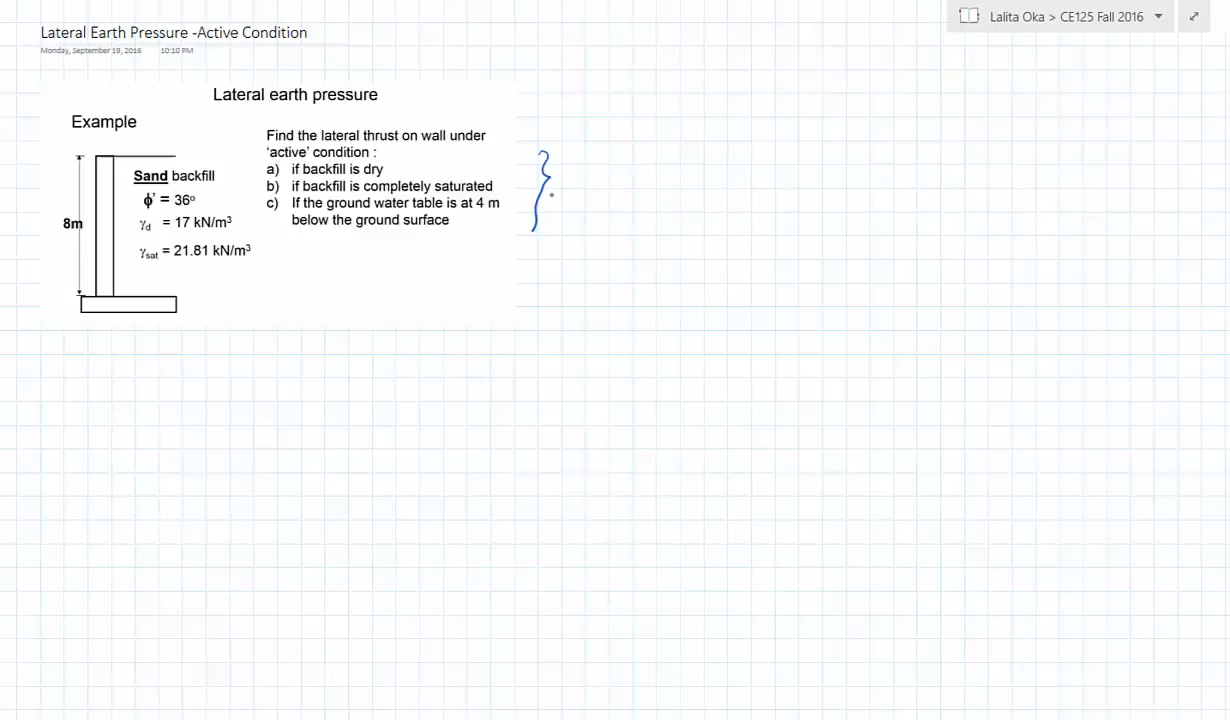 Lateral Earth Pressure -Active Condition
Monday, September 19, 2016 10:10 PM
Lalita Oka > CE125 Fall 2016
Lateral earth pressure
Example
Find the lateral thrust on wall under
‘active’ condition :
a) if backfill is dry
b) if backfill is completely saturated
c) If the ground water table is at 4 m
below the ground surface
Sand backfill
ϕ' = 36°
γd = 17 kN/m³
8m
γsat = 21.81 kN/m³